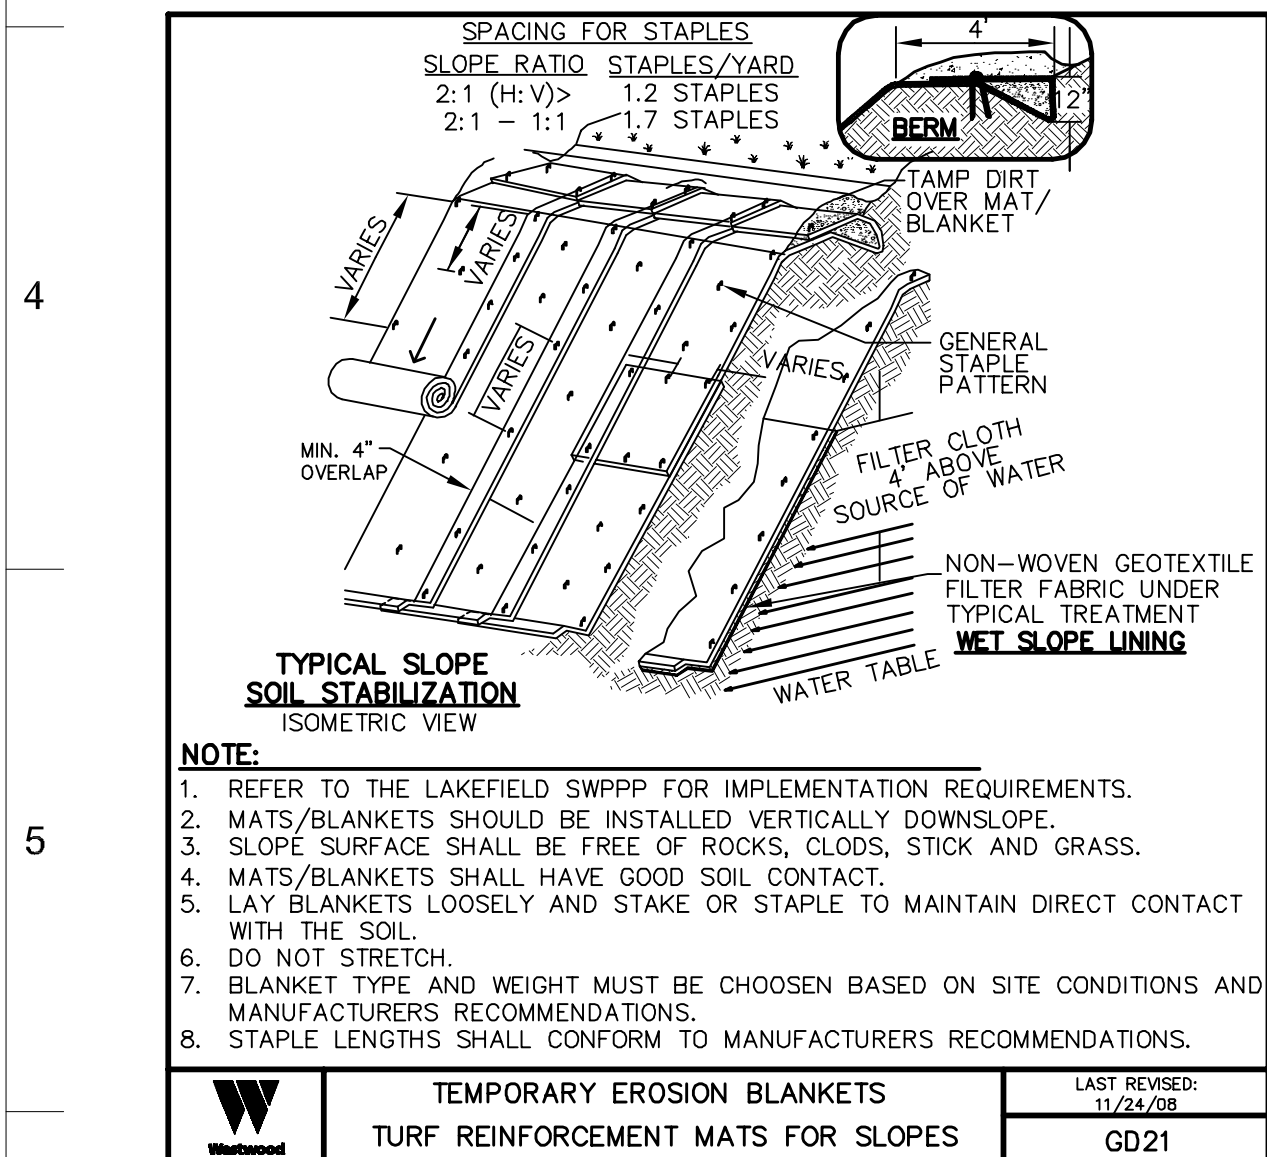 SPACING FOR STAPLES
SLOPE RATIO STAPLES/YARD
2:1 (H:V)> 1.2 STAPLES
2:1 – 1:1 1.7 STAPLES
4'
12"
BERM
TAMP DIRT
OVER MAT/
BLANKET
VARIES
VARIES
4
GENERAL
STAPLE
PATTERN
VARIES
VARIES
MIN. 4"
OVERLAP
FILTER CLOTH
4' ABOVE
SOURCE OF WATER
NON–WOVEN GEOTEXTILE
FILTER FABRIC UNDER
TYPICAL TREATMENT
WET SLOPE LINING
WATER TABLE
TYPICAL SLOPE
SOIL STABILIZATION
ISOMETRIC VIEW
NOTE:
1. REFER TO THE LAKEFIELD SWPPP FOR IMPLEMENTATION REQUIREMENTS.
2. MATS/BLANKETS SHOULD BE INSTALLED VERTICALLY DOWNSLOPE.
3. SLOPE SURFACE SHALL BE FREE OF ROCKS, CLODS, STICK AND GRASS.
5
4. MATS/BLANKETS SHALL HAVE GOOD SOIL CONTACT.
5. LAY BLANKETS LOOSELY AND STAKE OR STAPLE TO MAINTAIN DIRECT CONTACT
WITH THE SOIL.
6. DO NOT STRETCH.
7. BLANKET TYPE AND WEIGHT MUST BE CHOOSEN BASED ON SITE CONDITIONS AND
MANUFACTURERS RECOMMENDATIONS.
8. STAPLE LENGTHS SHALL CONFORM TO MANUFACTURERS RECOMMENDATIONS.
Westwood
TEMPORARY EROSION BLANKETS
TURF REINFORCEMENT MATS FOR SLOPES
LAST REVISED:
11/24/08
GD21